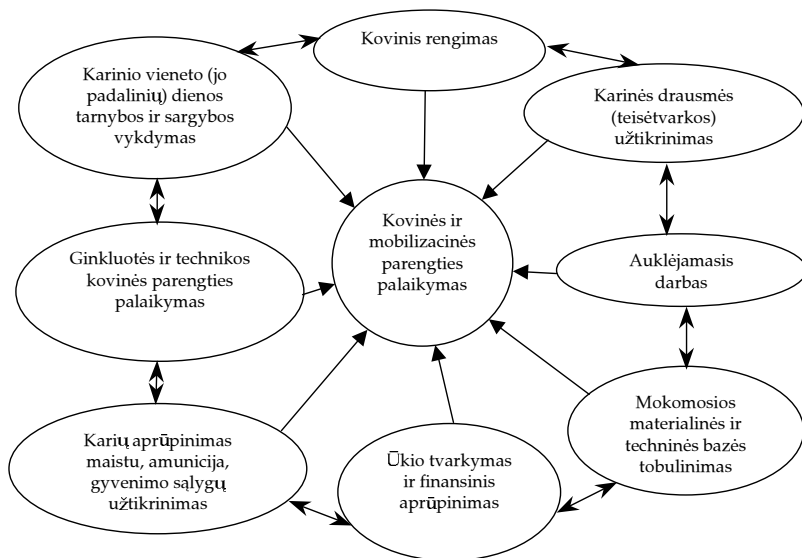 Kovinis rengimas
Karinio vieneto (jo
padalinių) dienos
tarnybos ir sargybos
vykdymas
Karinės drausmės
(teisėtvarkos)
užtikrinimas
Kovinės ir
mobilizacinės
parengties
palaikymas
Ginkluotės ir technikos
kovinės parengties
palaikymas
Auklėjamasis
darbas
Karių aprūpinimas
maistu, amunicija,
gyvenimo sąlygų
užtikrinimas
Ūkio tvarkymas
ir finansinis
aprūpinimas
Mokomosios
materialinės ir
techninės bazės
tobulinimas